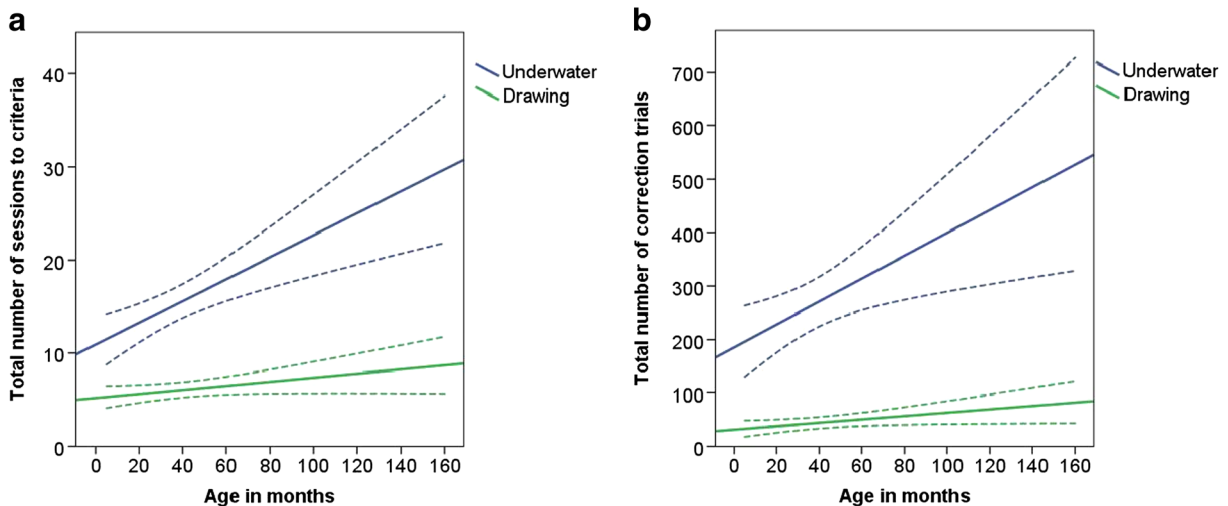 a
Total number of sessions to criteria
40
30
20
10
0
0 20 40 60 80 100 120 140 160
Age in months
Underwater
Drawing
b
Total number of correction trials
700
600
500
400
300
200
100
0
0 20 40 60 80 100 120 140 160
Age in months
Underwater
Drawing